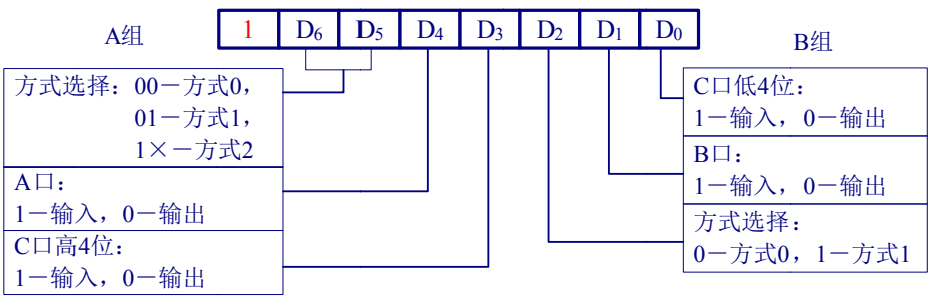 A组
1 D6 D5 D4 D3 D2 D1 D0
B组
方式选择：00－方式0，
01－方式1，
1×－方式2
A口：
1－输入，0－输出
C口高4位：
1－输入，0－输出
C口低4位：
1－输入，0－输出
B口：
1－输入，0－输出
方式选择：
0－方式0，1－方式1